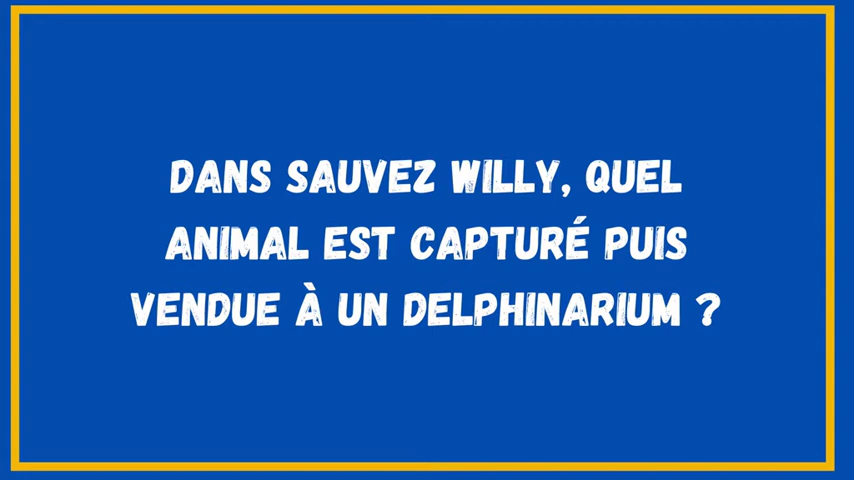 DANS SAUVEZ WILLY, QUEL
ANIMAL EST CAPTURÉ PUIS
VENDUE À UN DELPHINARIUM ?